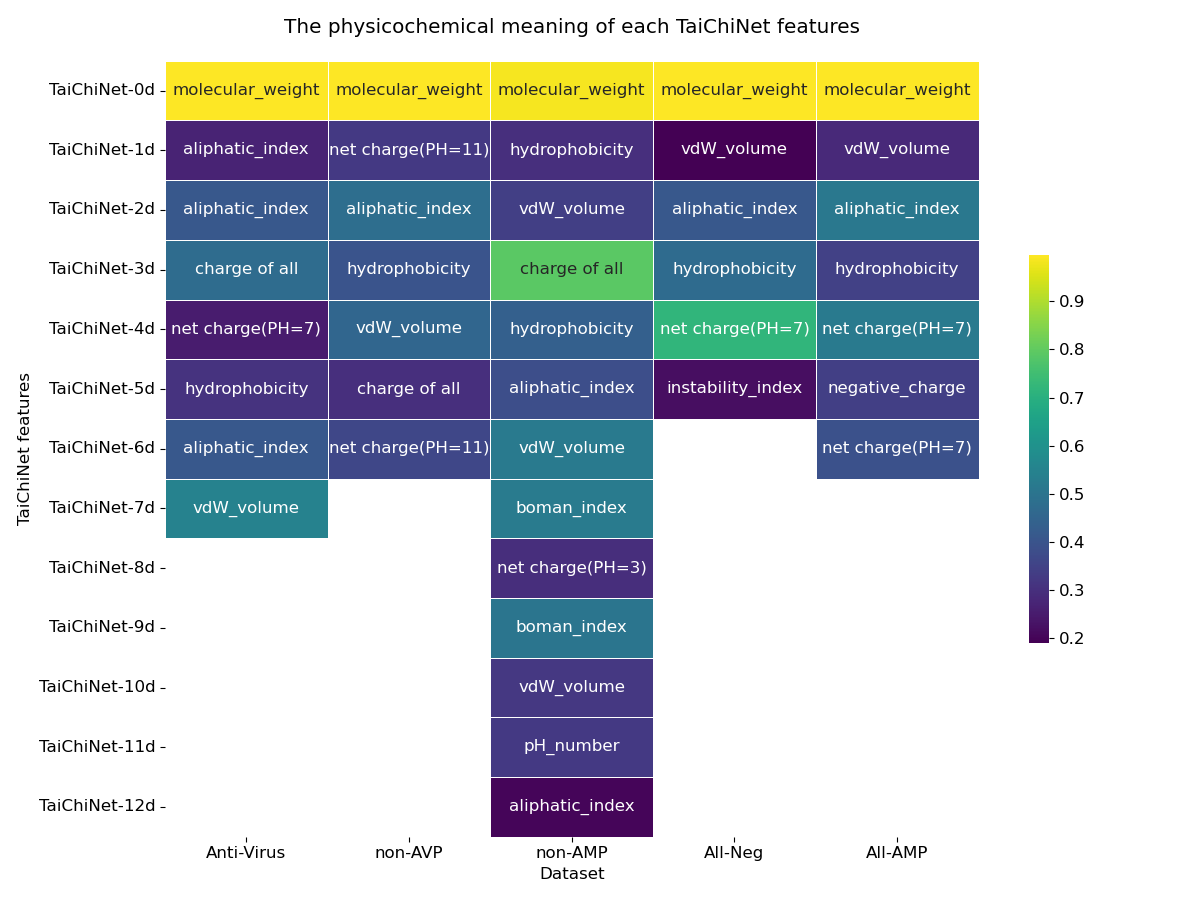 The physicochemical meaning of each TaiChiNet features
TaiChiNet-0d molecular_weight molecular_weight molecular_weight molecular_weight molecular_weight
TaiChiNet-1d aliphatic_index net charge(PH=11) hydrophobicity vdW_volume vdW_volume
TaiChiNet-2d aliphatic_index aliphatic_index vdW_volume aliphatic_index aliphatic_index
TaiChiNet-3d charge of all hydrophobicity charge of all hydrophobicity hydrophobicity
TaiChiNet-4d net charge(PH=7) vdW_volume hydrophobicity net charge(PH=7) net charge(PH=7)
TaiChiNet-5d hydrophobicity charge of all aliphatic_index instability_index negative_charge
TaiChiNet-6d aliphatic_index net charge(PH=11) vdW_volume net charge(PH=7)
TaiChiNet-7d vdW_volume boman_index
TaiChiNet-8d net charge(PH=3)
TaiChiNet-9d boman_index
TaiChiNet-10d vdW_volume
TaiChiNet-11d pH_number
TaiChiNet-12d aliphatic_index
Anti-Virus non-AVP non-AMP All-Neg All-AMP
Dataset
TaiChiNet features
0.9
0.8
0.7
0.6
0.5
0.4
0.3
0.2